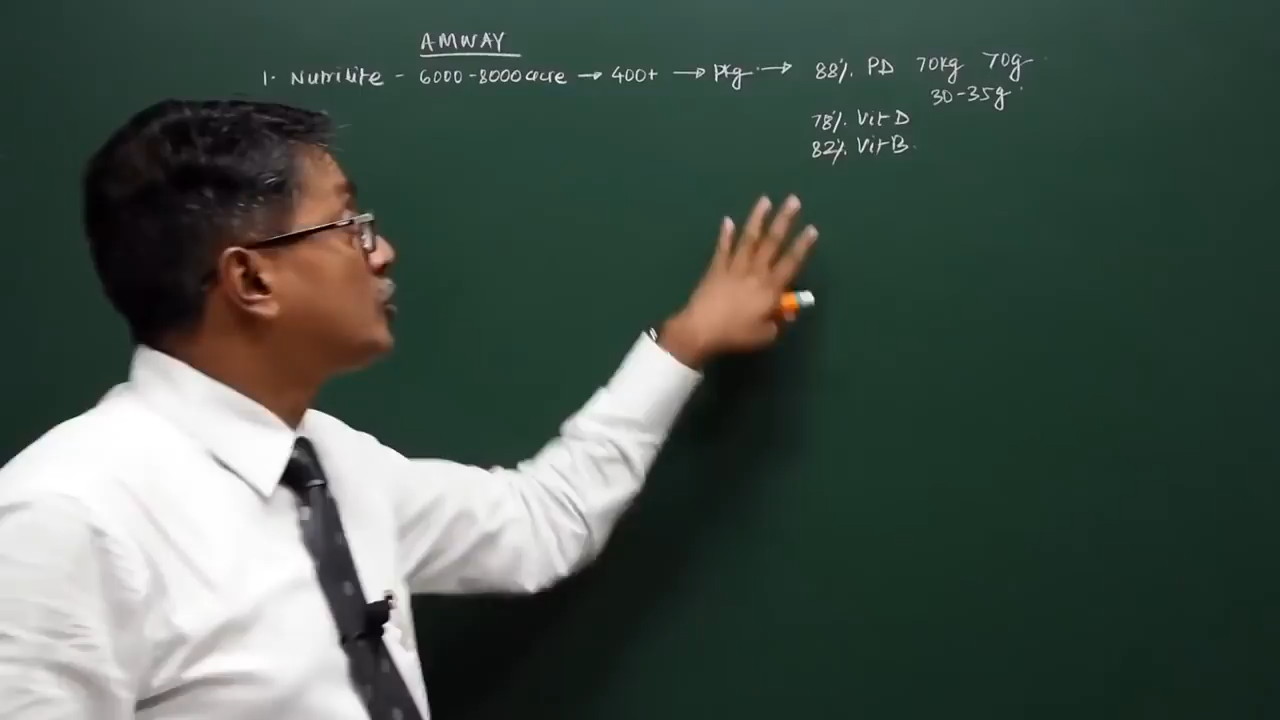 AMWAY
1. Nutrilite - 6000-8000 acre → 400+ → pkg. → 88%. PD 70kg 70g
30-35g
78%. Vit D
82%. Vit B